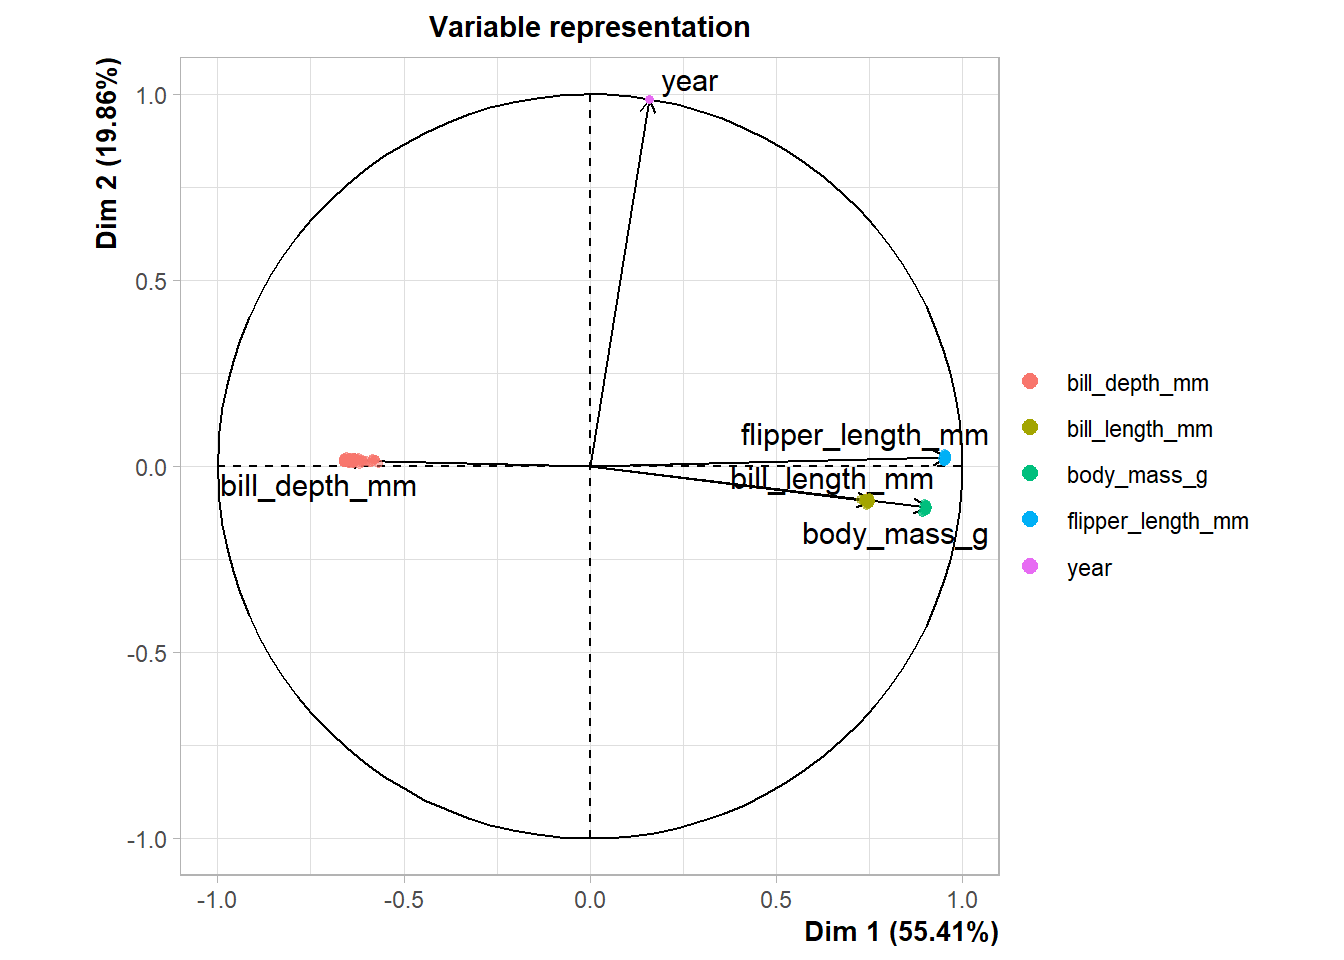 Variable representation
Dim 2 (19.86%)
1.0
0.5
0.0
-0.5
-1.0
year
flipper_length_mm
bill_length_mm
bill_depth_mm
body_mass_g
-1.0
-0.5
0.0
0.5
1.0
Dim 1 (55.41%)
bill_depth_mm
bill_length_mm
body_mass_g
flipper_length_mm
year